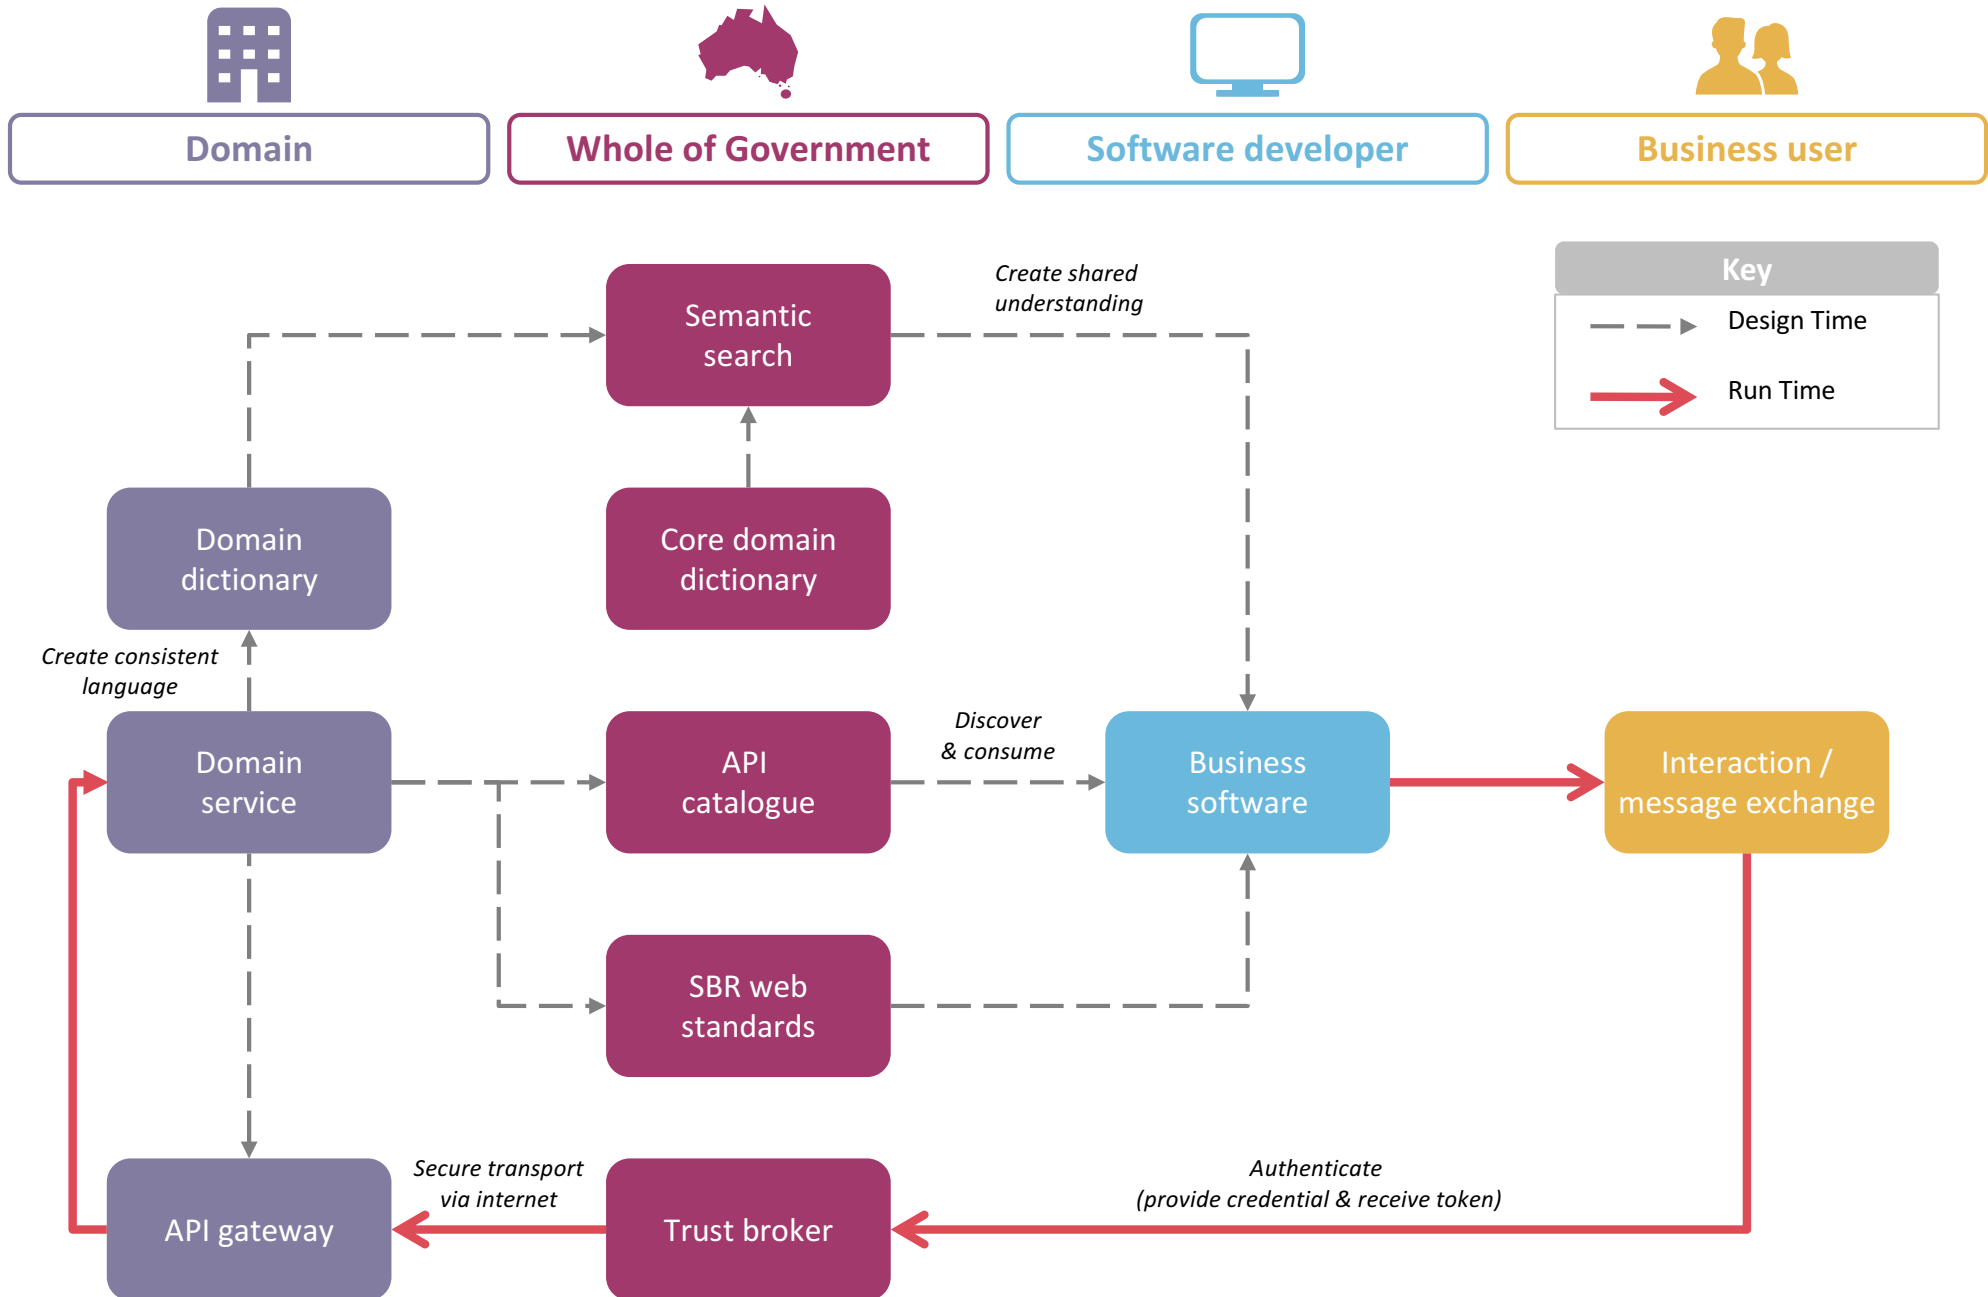 Domain
Whole of Government
Software developer
Business user
Key
Design Time
Run Time
Semantic
search
Create shared
understanding
Domain
dictionary
Core domain
dictionary
Create consistent
language
Domain
service
API
catalogue
Discover
& consume
Business
software
Interaction /
message exchange
SBR web
standards
API gateway
Secure transport
via internet
Trust broker
Authenticate
(provide credential & receive token)